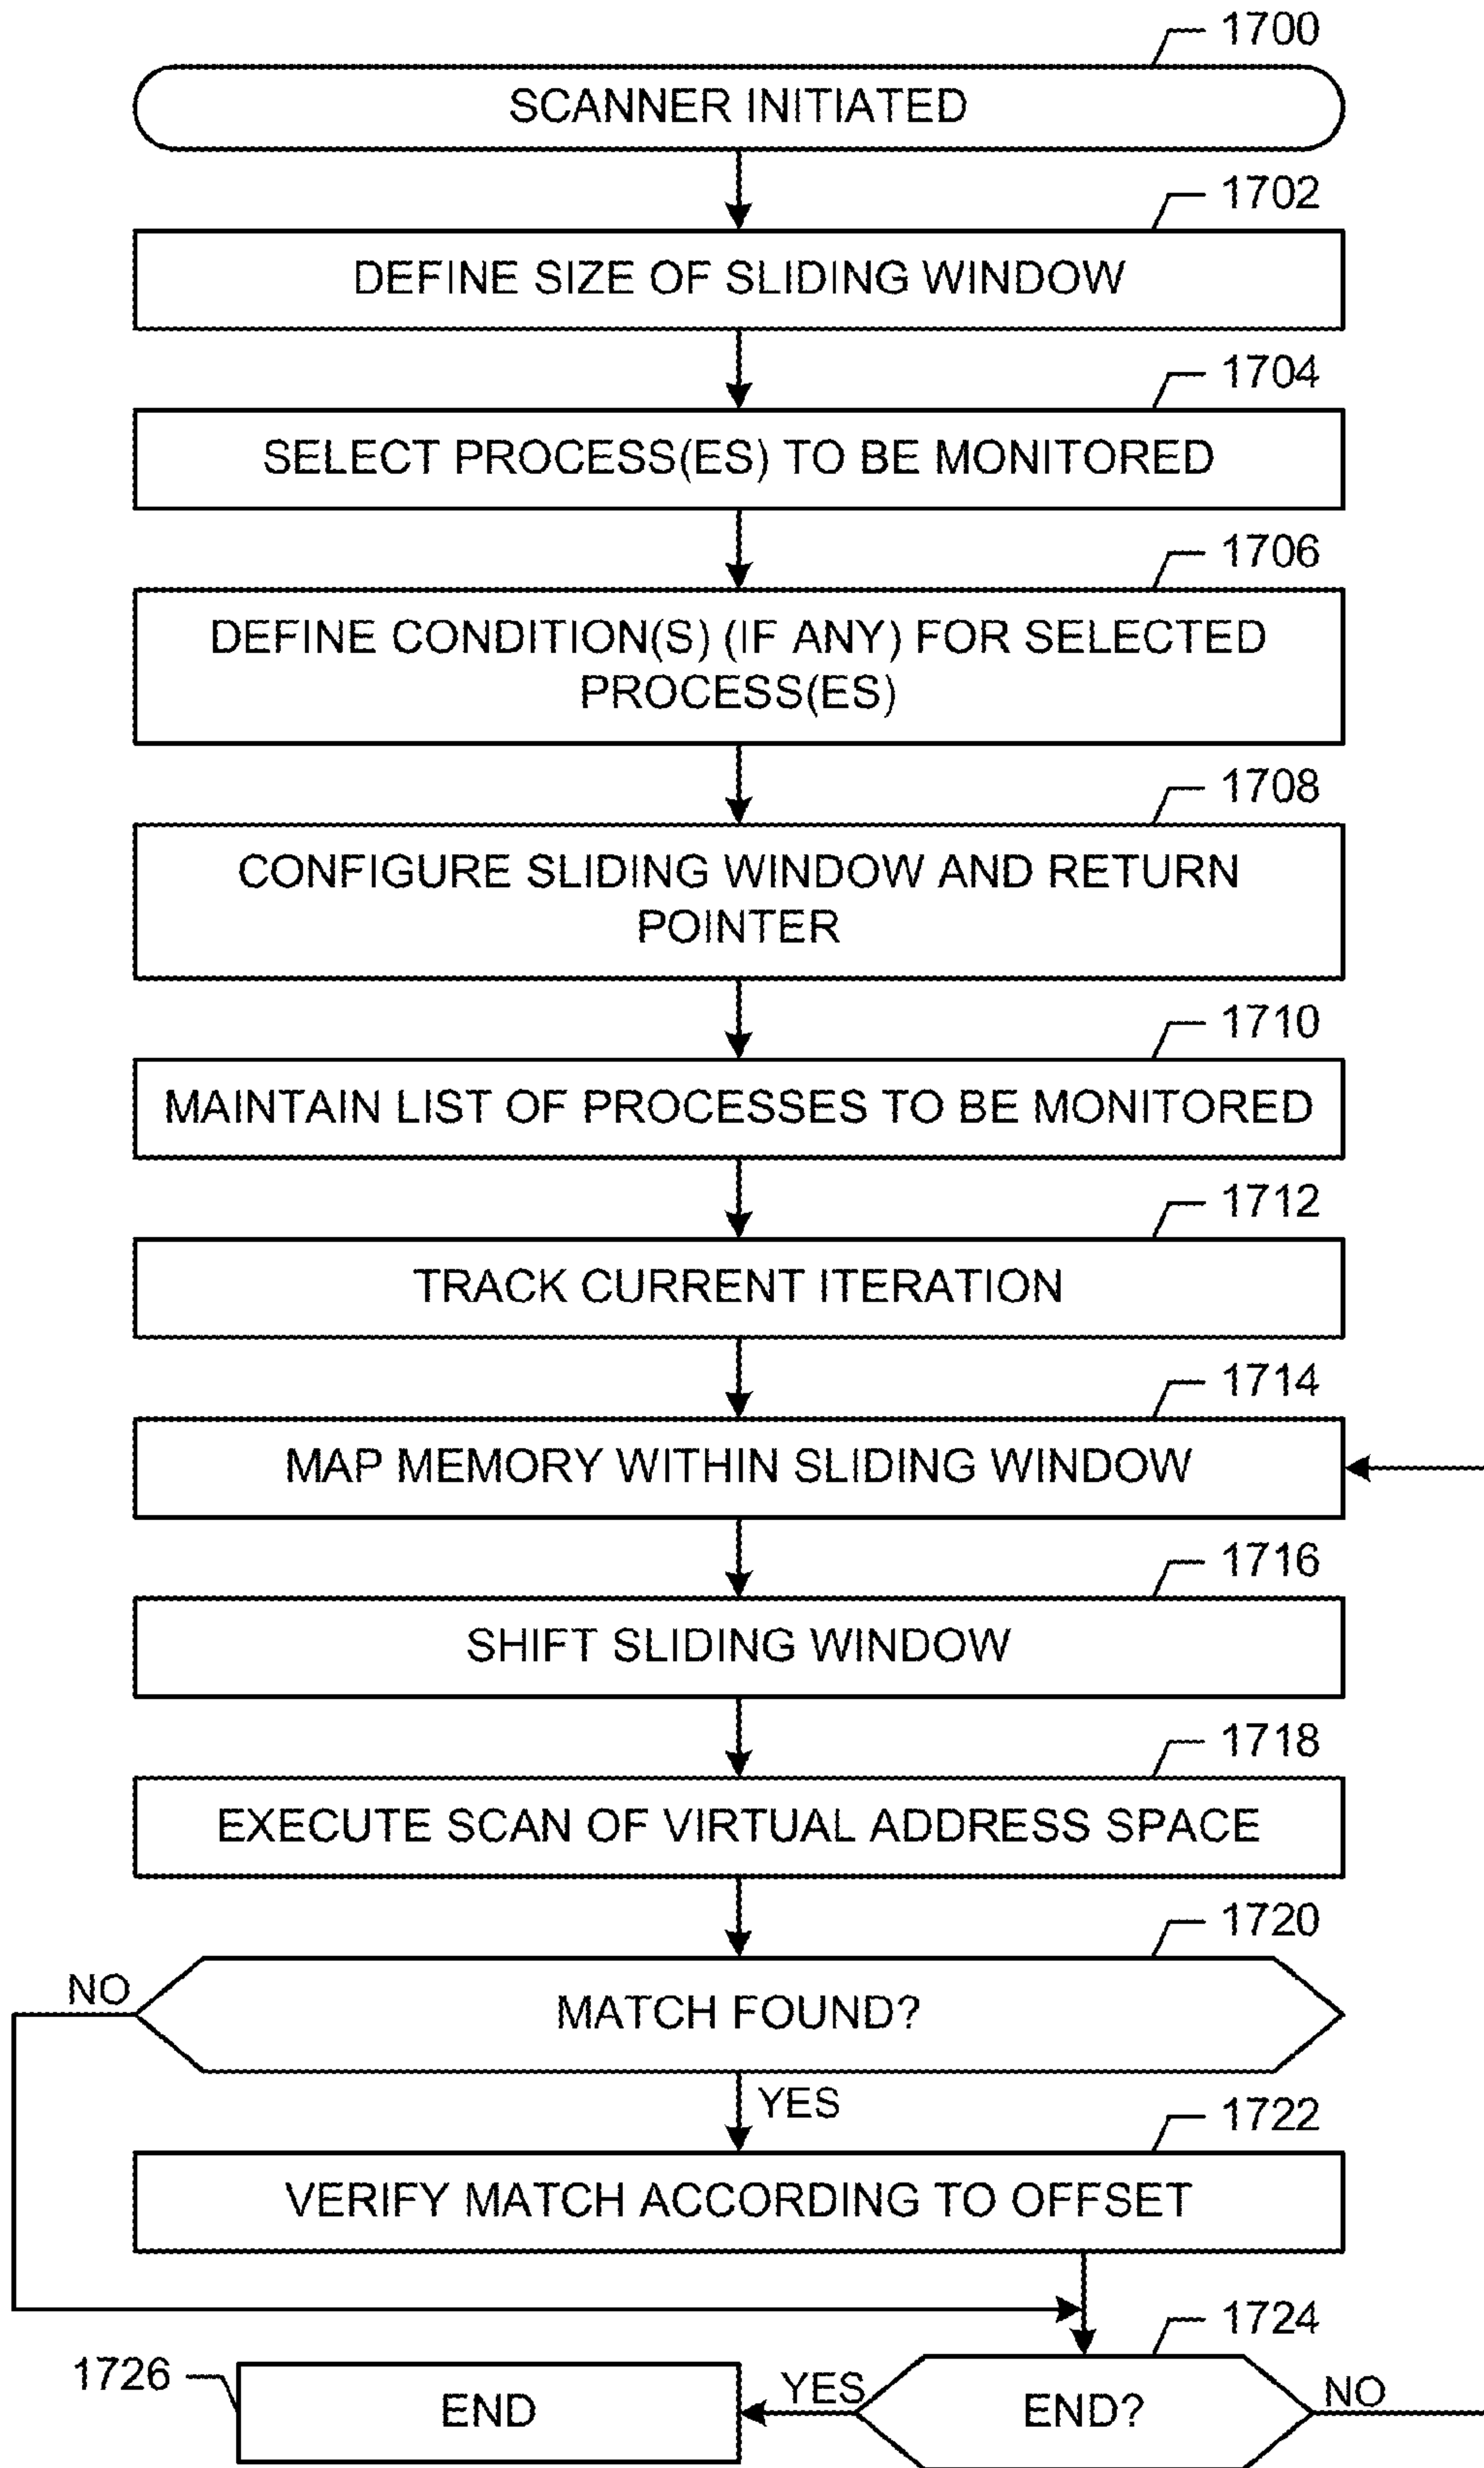 1700
SCANNER INITIATED
1702
DEFINE SIZE OF SLIDING WINDOW
1704
SELECT PROCESS(ES) TO BE MONITORED
1706
DEFINE CONDITION(S) (IF ANY) FOR SELECTED
PROCESS(ES)
1708
CONFIGURE SLIDING WINDOW AND RETURN
POINTER
1710
MAINTAIN LIST OF PROCESSES TO BE MONITORED
1712
TRACK CURRENT ITERATION
1714
MAP MEMORY WITHIN SLIDING WINDOW
1716
SHIFT SLIDING WINDOW
1718
EXECUTE SCAN OF VIRTUAL ADDRESS SPACE
1720
NO
MATCH FOUND?
YES
1722
VERIFY MATCH ACCORDING TO OFFSET
1724
1726
END
YES
END?
NO